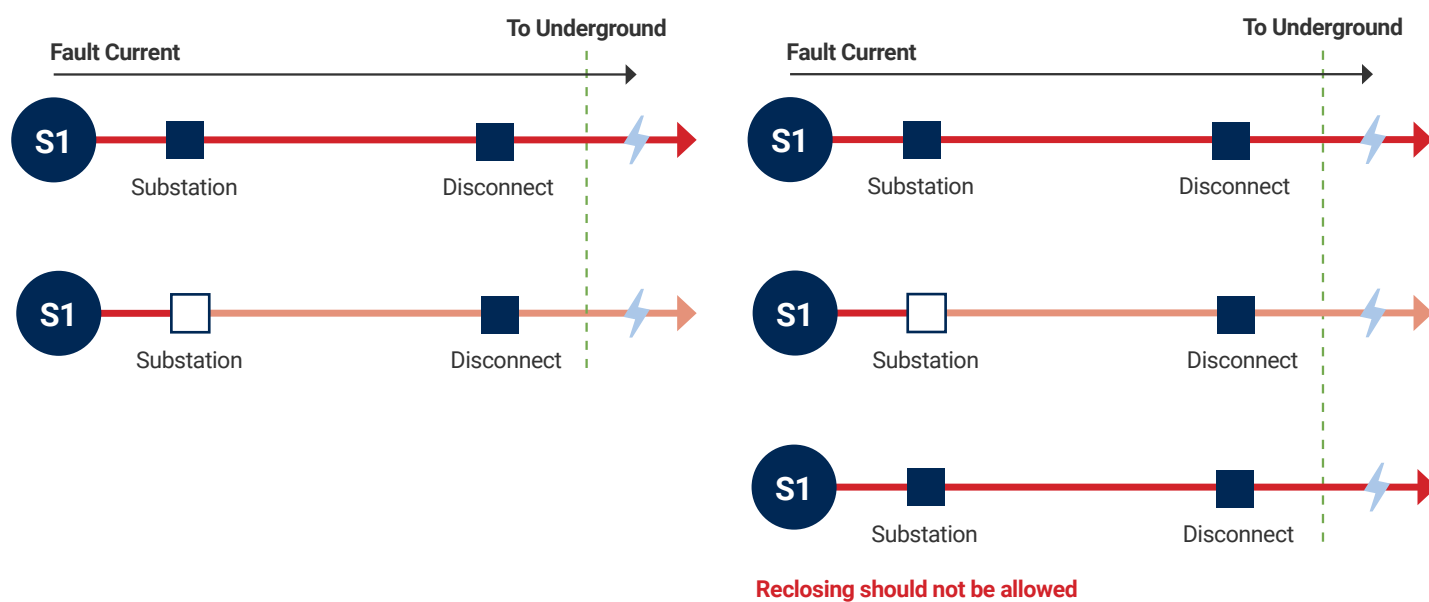 To Underground
Fault Current
S1
Substation
Disconnect
S1
Substation
Disconnect
To Underground
Fault Current
S1
Substation
Disconnect
S1
Substation
Disconnect
S1
Substation
Disconnect
Reclosing should not be allowed